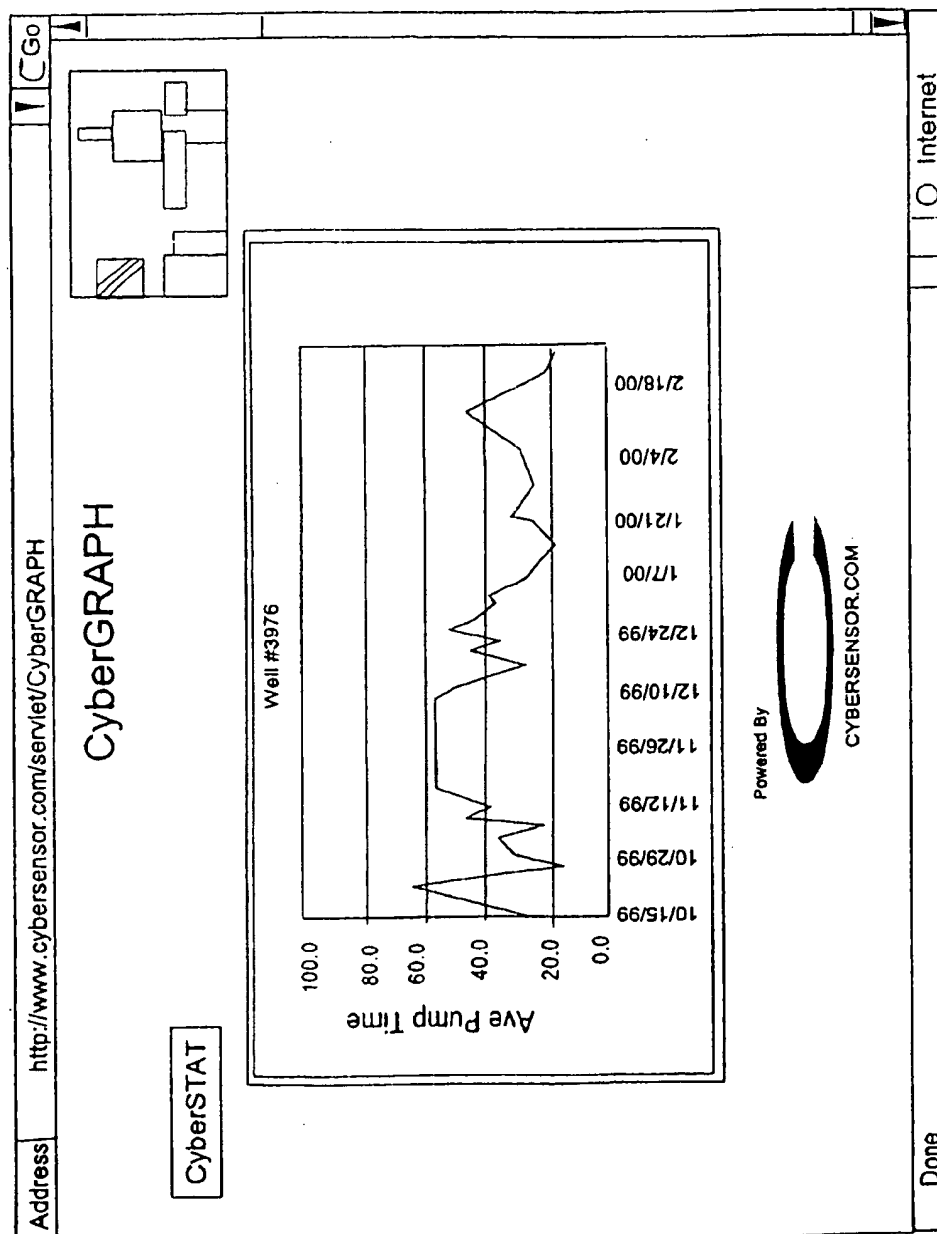 Address http://www.cybersensor.com/servlet/CyberGRAPH Go
CyberGRAPH
CyberSTAT
Well #3976
Ave Pump Time
100.0
80.0
60.0
40.0
20.0
0.0
10/15/99
10/29/99
11/12/99
11/26/99
12/10/99
12/24/99
1/7/00
1/21/00
2/4/00
2/18/00
Powered By
CYBERSENSOR.COM
Done
Internet